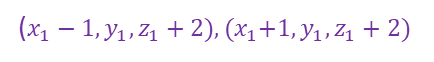 (x₁ − 1, y₁, z₁ + 2), (x₁+1, y₁, z₁ + 2)